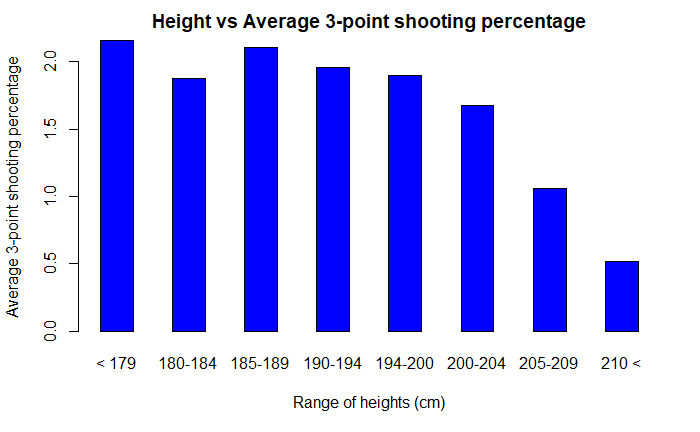 Height vs Average 3-point shooting percentage
Average 3-point shooting percentage
2.0
1.5
1.0
0.5
0.0
< 179 180-184 185-189 190-194 194-200 200-204 205-209 210 <
Range of heights (cm)